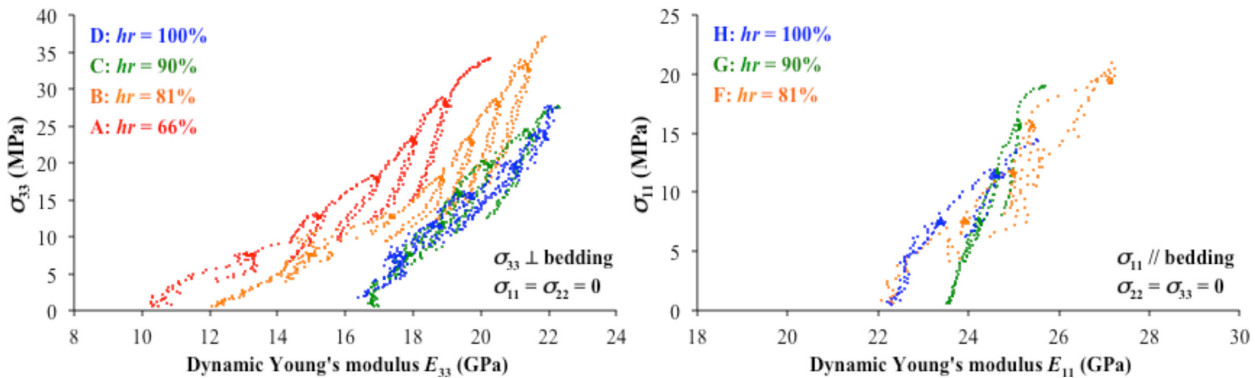 40
35
30
25
20
15
10
5
0
σ33 (MPa)
D: hr = 100%
C: hr = 90%
B: hr = 81%
A: hr = 66%
σ33 ⊥ bedding
σ11 = σ22 = 0
8 10 12 14 16 18 20 22 24
Dynamic Young's modulus E33 (GPa)
25
20
15
10
5
0
σ11 (MPa)
H: hr = 100%
G: hr = 90%
F: hr = 81%
σ11 // bedding
σ22 = σ33 = 0
18 20 22 24 26 28 30
Dynamic Young's modulus E11 (GPa)